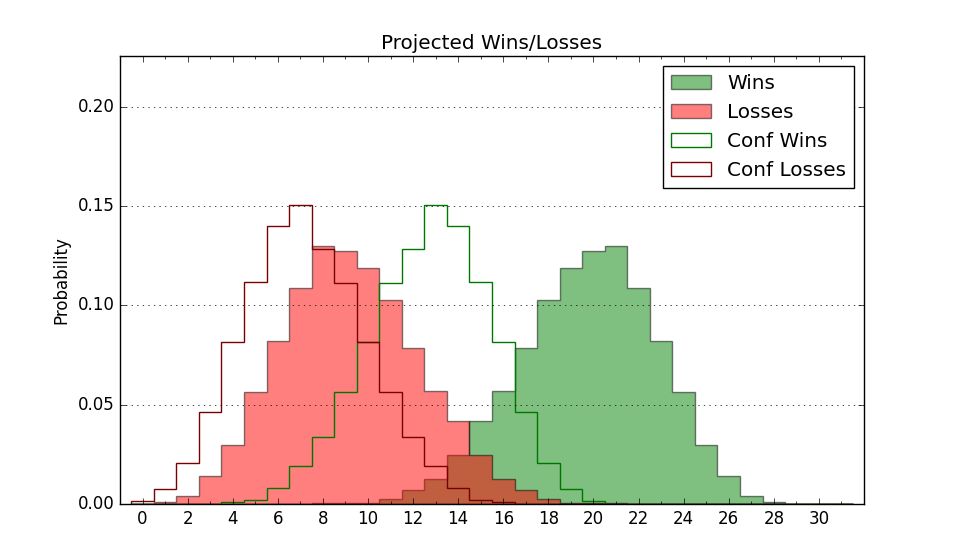 Projected Wins/Losses
Wins
Losses
Conf Wins
Conf Losses
Probability
0.20
0.15
0.10
0.05
0.00
0 2 4 6 8 10 12 14 16 18 20 22 24 26 28 30